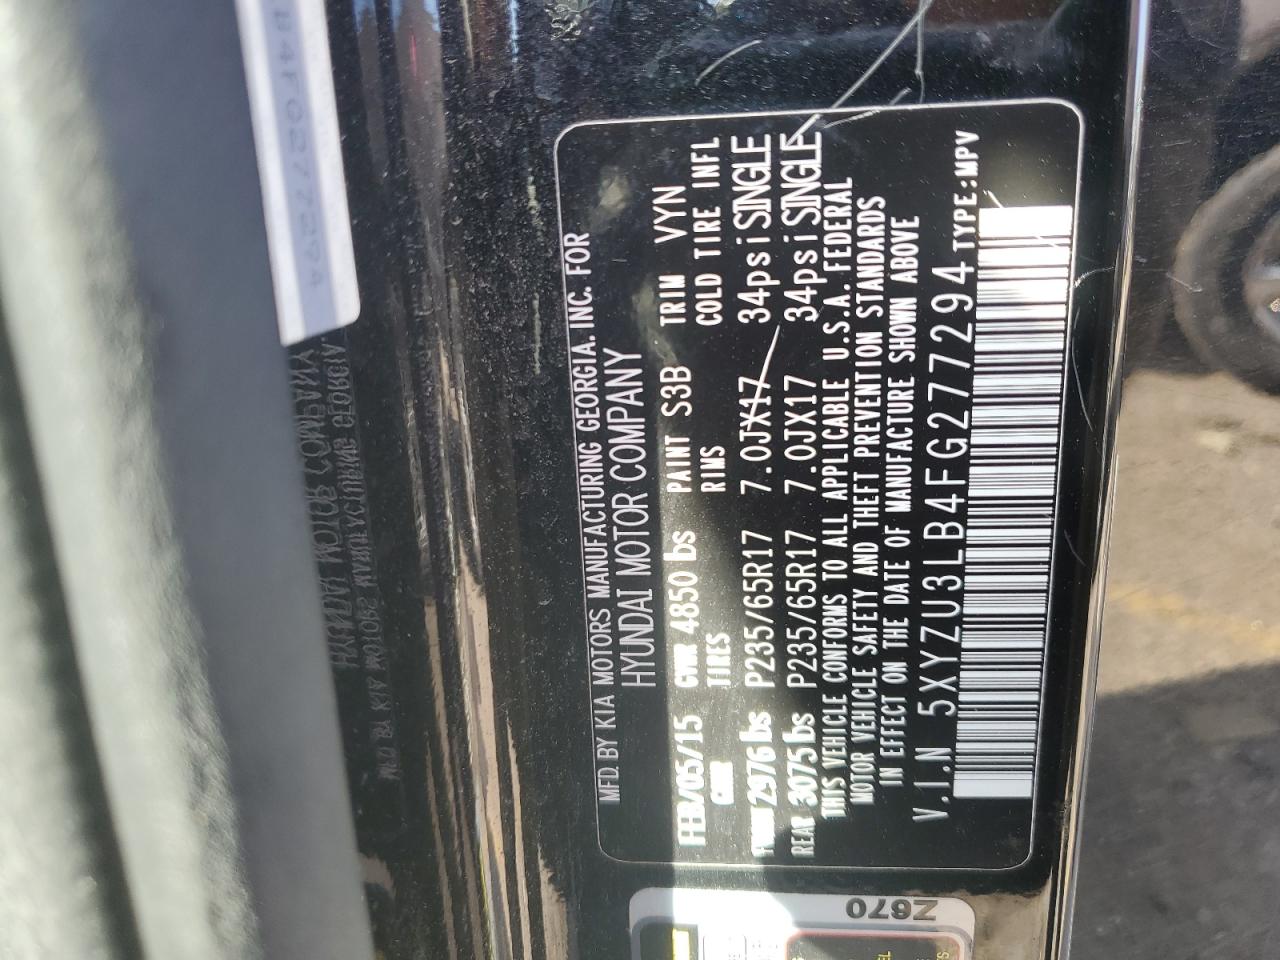 MFD. BY KIA MOTORS MANUFACTURING GEORGIA. INC. FOR
HYUNDAI MOTOR COMPANY
FEB/05/15 GVWR 4850 lbs PAINT S3B TRIM VYN
GAWR TIRES RIMS COLD TIRE INFL
2976 lbs P235/65R17 7.0JX17 34psi SINGLE
REAR 3075 lbs P235/65R17 7.0JX17 34psi SINGLE
THIS VEHICLE CONFORMS TO ALL APPLICABLE U.S.A. FEDERAL
MOTOR VEHICLE SAFETY AND THEFT PREVENTION STANDARDS
IN EFFECT ON THE DATE OF MANUFACTURE SHOWN ABOVE
V.I.N 5XYZU3LB4FG277294 TYPE:MPV
Z670